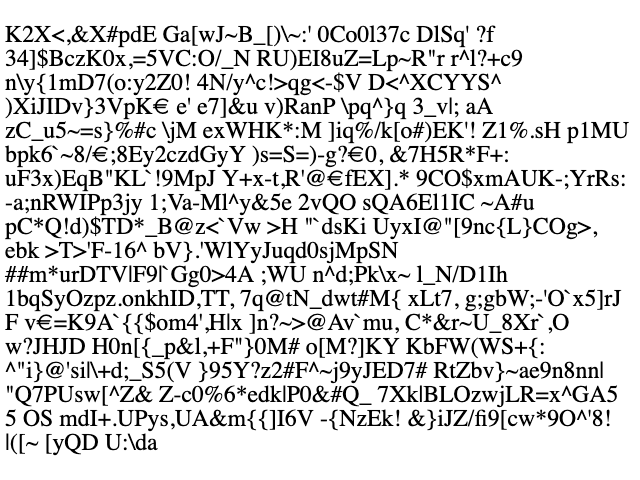 K2X<,&X#pdE Ga[wJ~B_[)\~:' 0Co0l37c DlSq' ?f
34]$BczK0x,=5VC:O/_N RU)EI8uZ=Lp~R"r r^l?+c9
n\y{1mD7(o:y2Z0! 4N/y^c!>qg<-$V D<^XCYYS^
)XiJIDv}3VpK€ e' e7]&u v)RanP \pq^}q 3_v|; aA
zC_u5~=s}%#c \jM exWHK*:M ]iq%/k[o#)EK'! Z1%.sH p1MU
bpk6`~8/€;8Ey2czdGyY )s=S=)-g?€0, &7H5R*F+:
uF3x)EqB"KL`!9MpJ Y+x-t,R'@€fEX].* 9CO$xmAUK-;YrRs:
-a;nRWIPp3jy 1;Va-Ml^y&5e 2vQO sQA6El1IC ~A#u
pC*Q!d)$TD*_B@z<`Vw >H "`dsKi UyxI@"[9nc{L}COg>,
ebk >T>'F-16^ bV}.'WlYyJuqd0sjMpSN
##m*urDTV|F9|`Gg0>4A ;WU n^d;Pk\x~ l_N/D1Ih
1bqSyOzpz.onkhID,TT, 7q@tN_dwt#M{ xLt7, g;gbW;-'O`x5]rJ
F v€=K9A`{{$om4',H|x ]n?~>@Av`mu, C*&r~U_8Xr`,O
w?JHJD H0n[{_p&l,+F"}0M# o[M?]KY KbFW(WS+{:
^"i}@'si|\+d;_S5(V }95Y?z2#F^~j9yJED7# RtZbv}~ae9n8nn|
"Q7PUsw[^Z& Z-c0%6*edk|P0&#Q_ 7Xk|BLOzwjLR=x^GA5
5 OS mdI+.UPys,UA&m{{]I6V -{NzEk! &}iJZ/fi9[cw*9O^'8!
|([~ [yQD U:\da